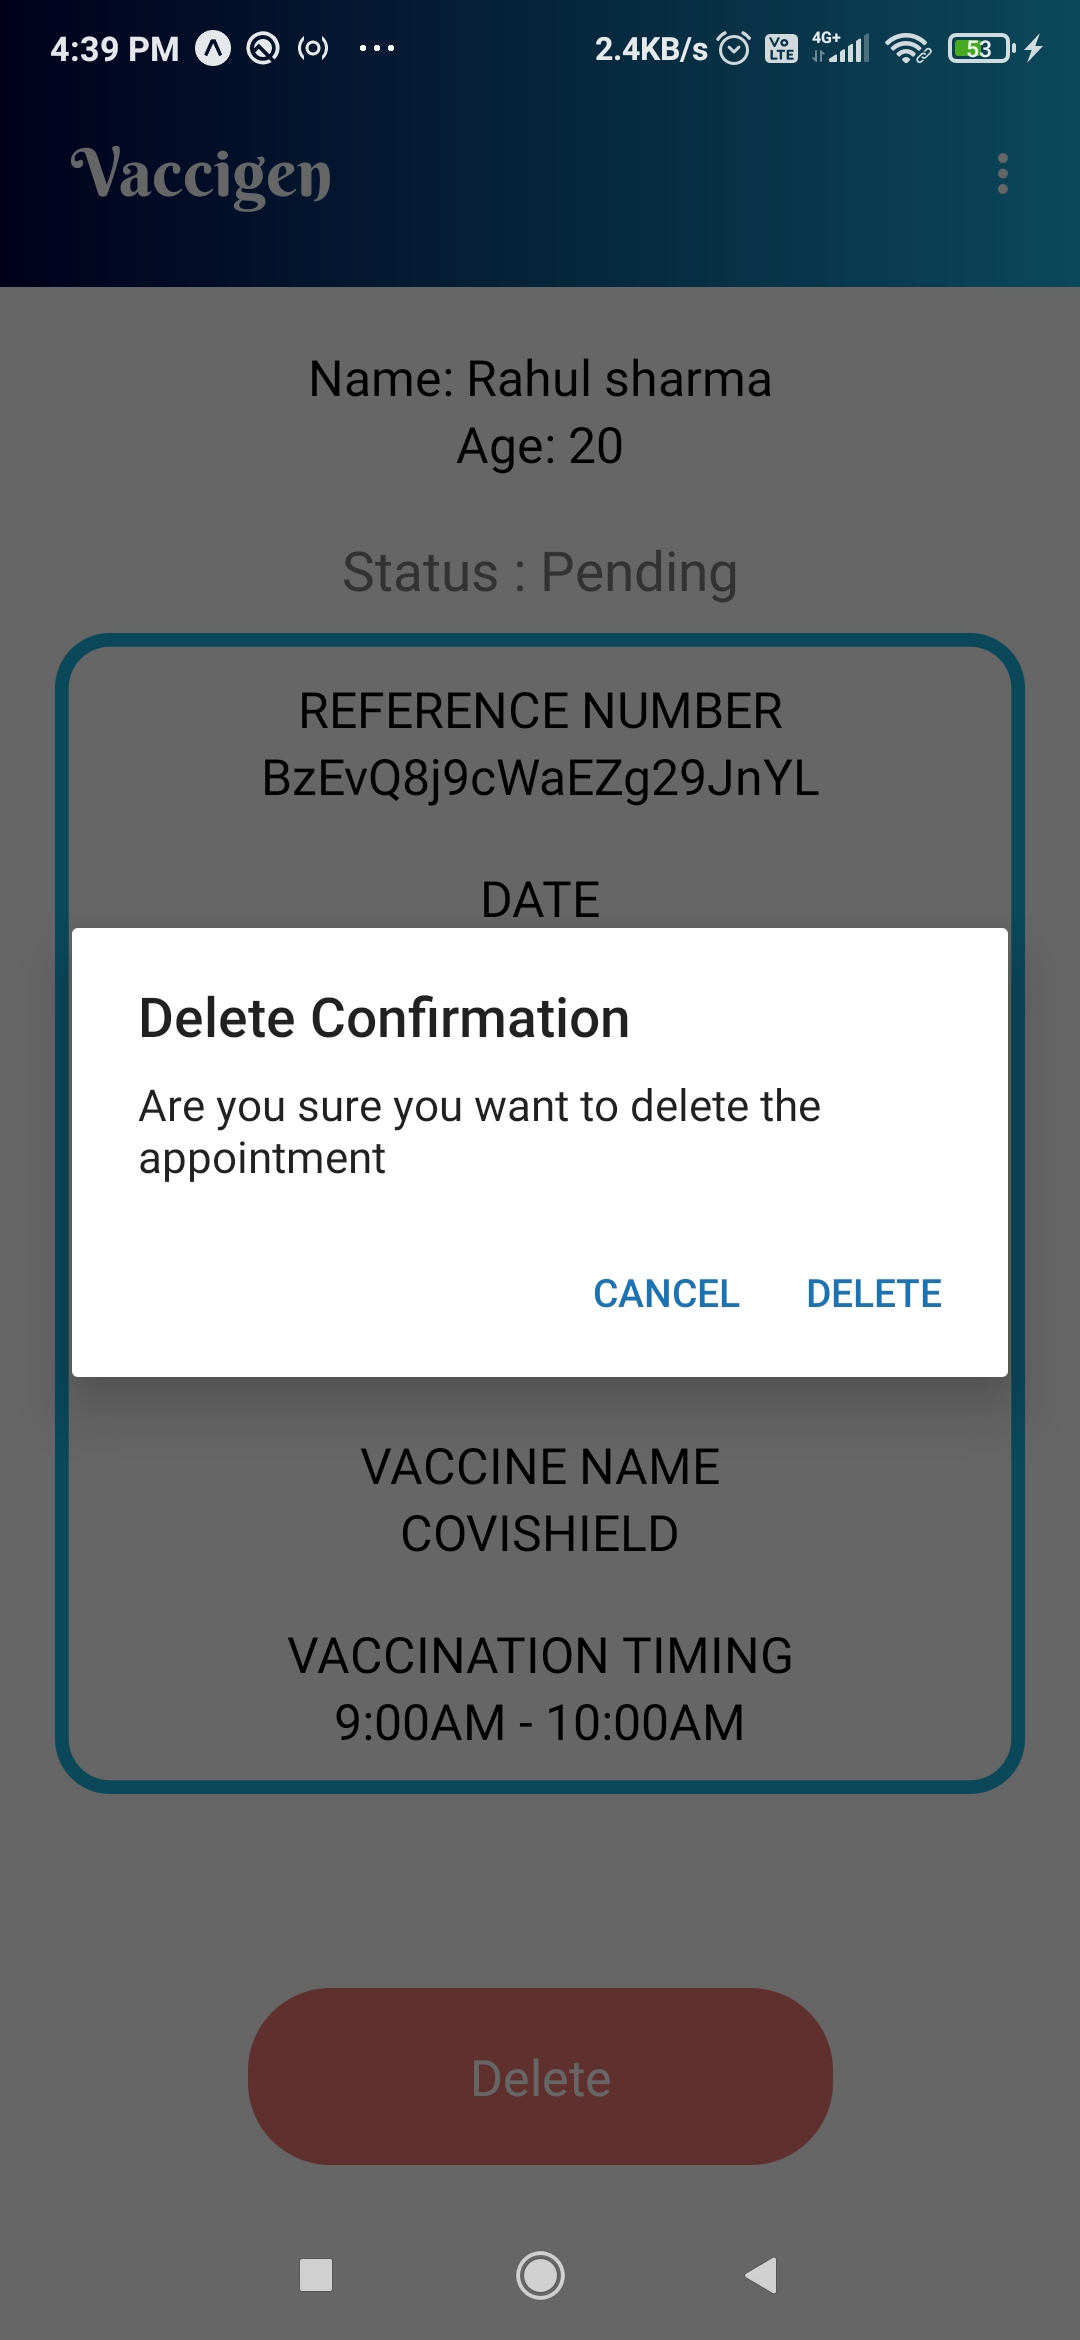 4:39 PM
2.4KB/s
Vo LTE
4G+
53
Vaccigen
Name: Rahul sharma
Age: 20
Status : Pending
REFERENCE NUMBER
BzEvQ8j9cWaEZg29JnYL
DATE
Delete Confirmation
Are you sure you want to delete the
appointment
CANCEL DELETE
VACCINE NAME
COVISHIELD
VACCINATION TIMING
9:00AM - 10:00AM
Delete